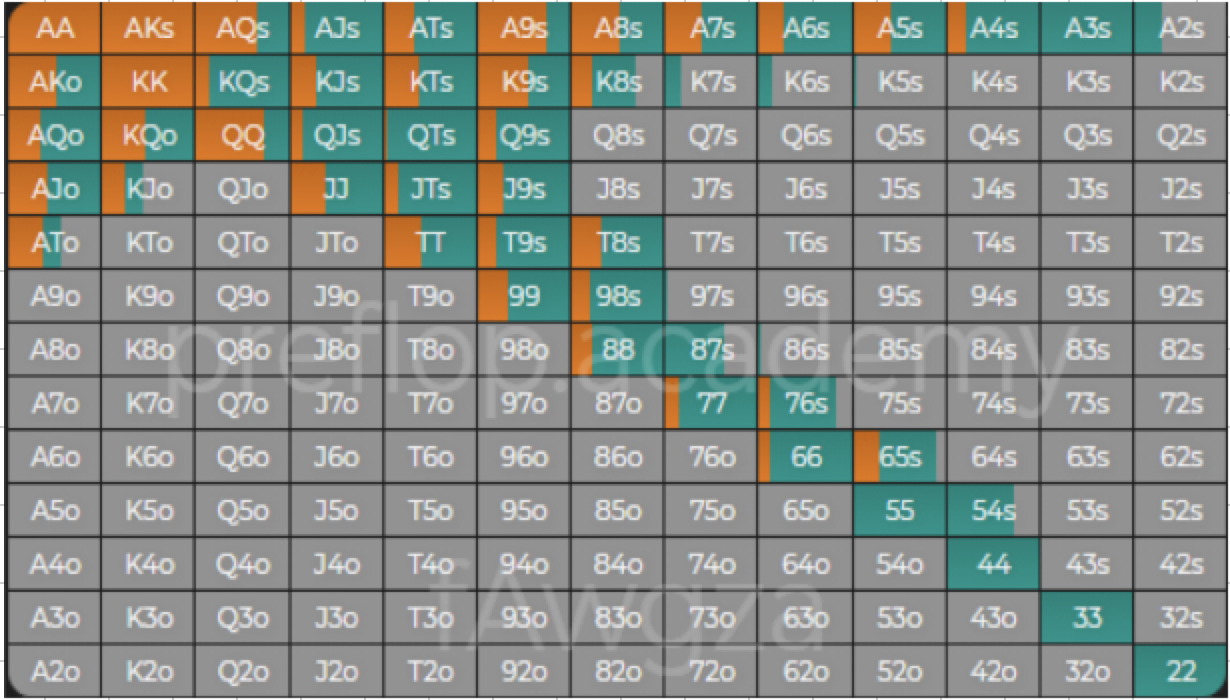 AA AKs AQs AJs ATs A9s A8s A7s A6s A5s A4s A3s A2s
AKo KK KQs KJs KTs K9s K8s K7s K6s K5s K4s K3s K2s
AQo KQo QQ QJs QTs Q9s Q8s Q7s Q6s Q5s Q4s Q3s Q2s
AJo KJo QJo JJ JTs J9s J8s J7s J6s J5s J4s J3s J2s
ATo KTo QTo JTo TT T9s T8s T7s T6s T5s T4s T3s T2s
A9o K9o Q9o J9o T9o 99 98s 97s 96s 95s 94s 93s 92s
preflop.academy
A8o K8o Q8o J8o T8o 98o 88 87s 86s 85s 84s 83s 82s
A7o K7o Q7o J7o T7o 97o 87o 77 76s 75s 74s 73s 72s
A6o K6o Q6o J6o T6o 96o 86o 76o 66 65s 64s 63s 62s
A5o K5o Q5o J5o T5o 95o 85o 75o 65o 55 54s 53s 52s
A4o K4o Q4o J4o T4o 94o 84o 74o 64o 54o 44 43s 42s
fAwgza
A3o K3o Q3o J3o T3o 93o 83o 73o 63o 53o 43o 33 32s
A2o K2o Q2o J2o T2o 92o 82o 72o 62o 52o 42o 32o 22